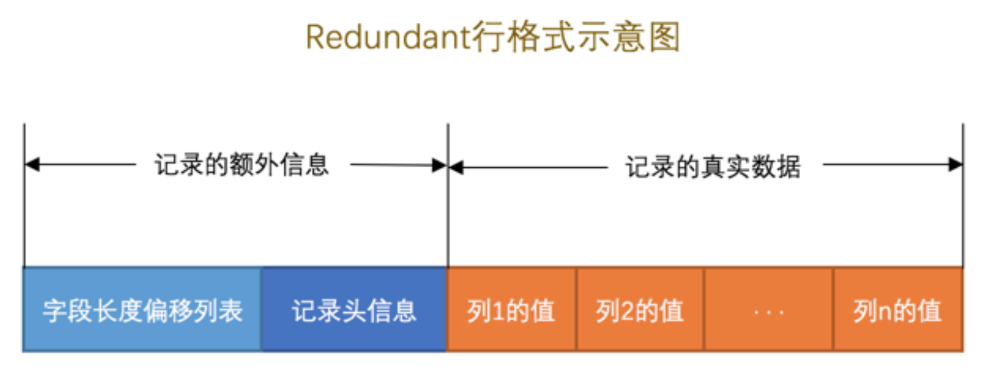 Redundant行格式示意图
记录的额外信息
记录的真实数据
字段长度偏移列表
记录头信息
列1的值
列2的值
...
列n的值